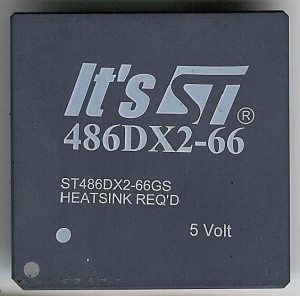 It's ST®
486DX2-66
ST486DX2-66GS
HEATSINK REQ'D
5 Volt